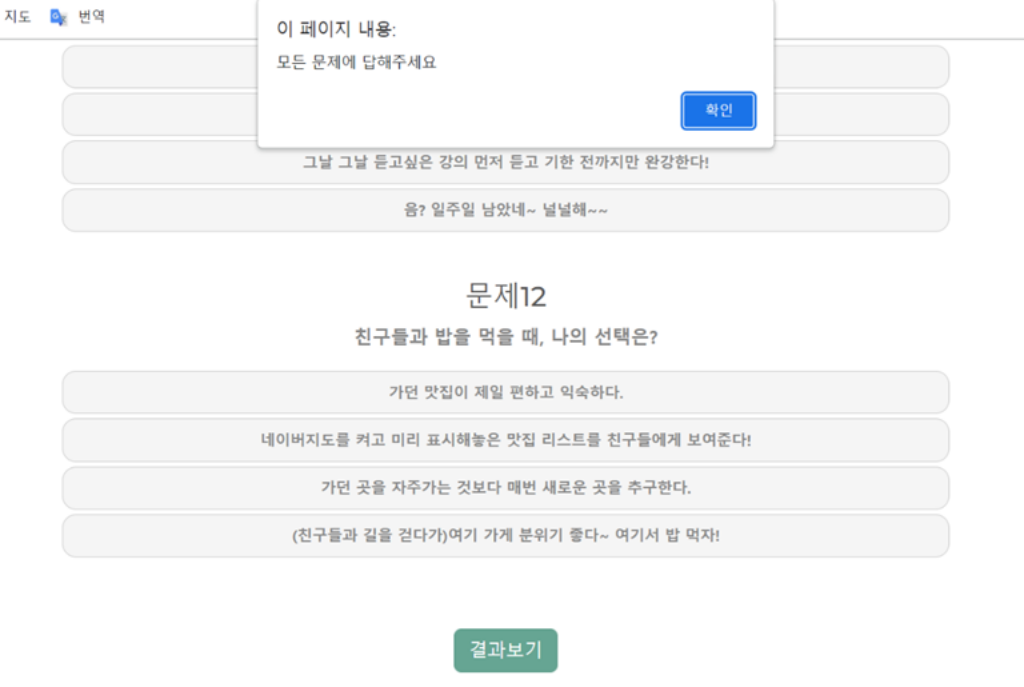 지도
번역
이 페이지 내용:
모든 문제에 답해주세요
확인
그날 그날 듣고싶은 강의 먼저 듣고 기한 전까지만 완강한다!
음? 일주일 남았네~ 널널해~~
문제12
친구들과 밥을 먹을 때, 나의 선택은?
가던 맛집이 제일 편하고 익숙하다.
네이버지도를 켜고 미리 표시해놓은 맛집 리스트를 친구들에게 보여준다!
가던 곳을 자주가는 것보다 매번 새로운 곳을 추구한다.
(친구들과 길을 걷다가)여기 가게 분위기 좋다~ 여기서 밥 먹자!
결과보기